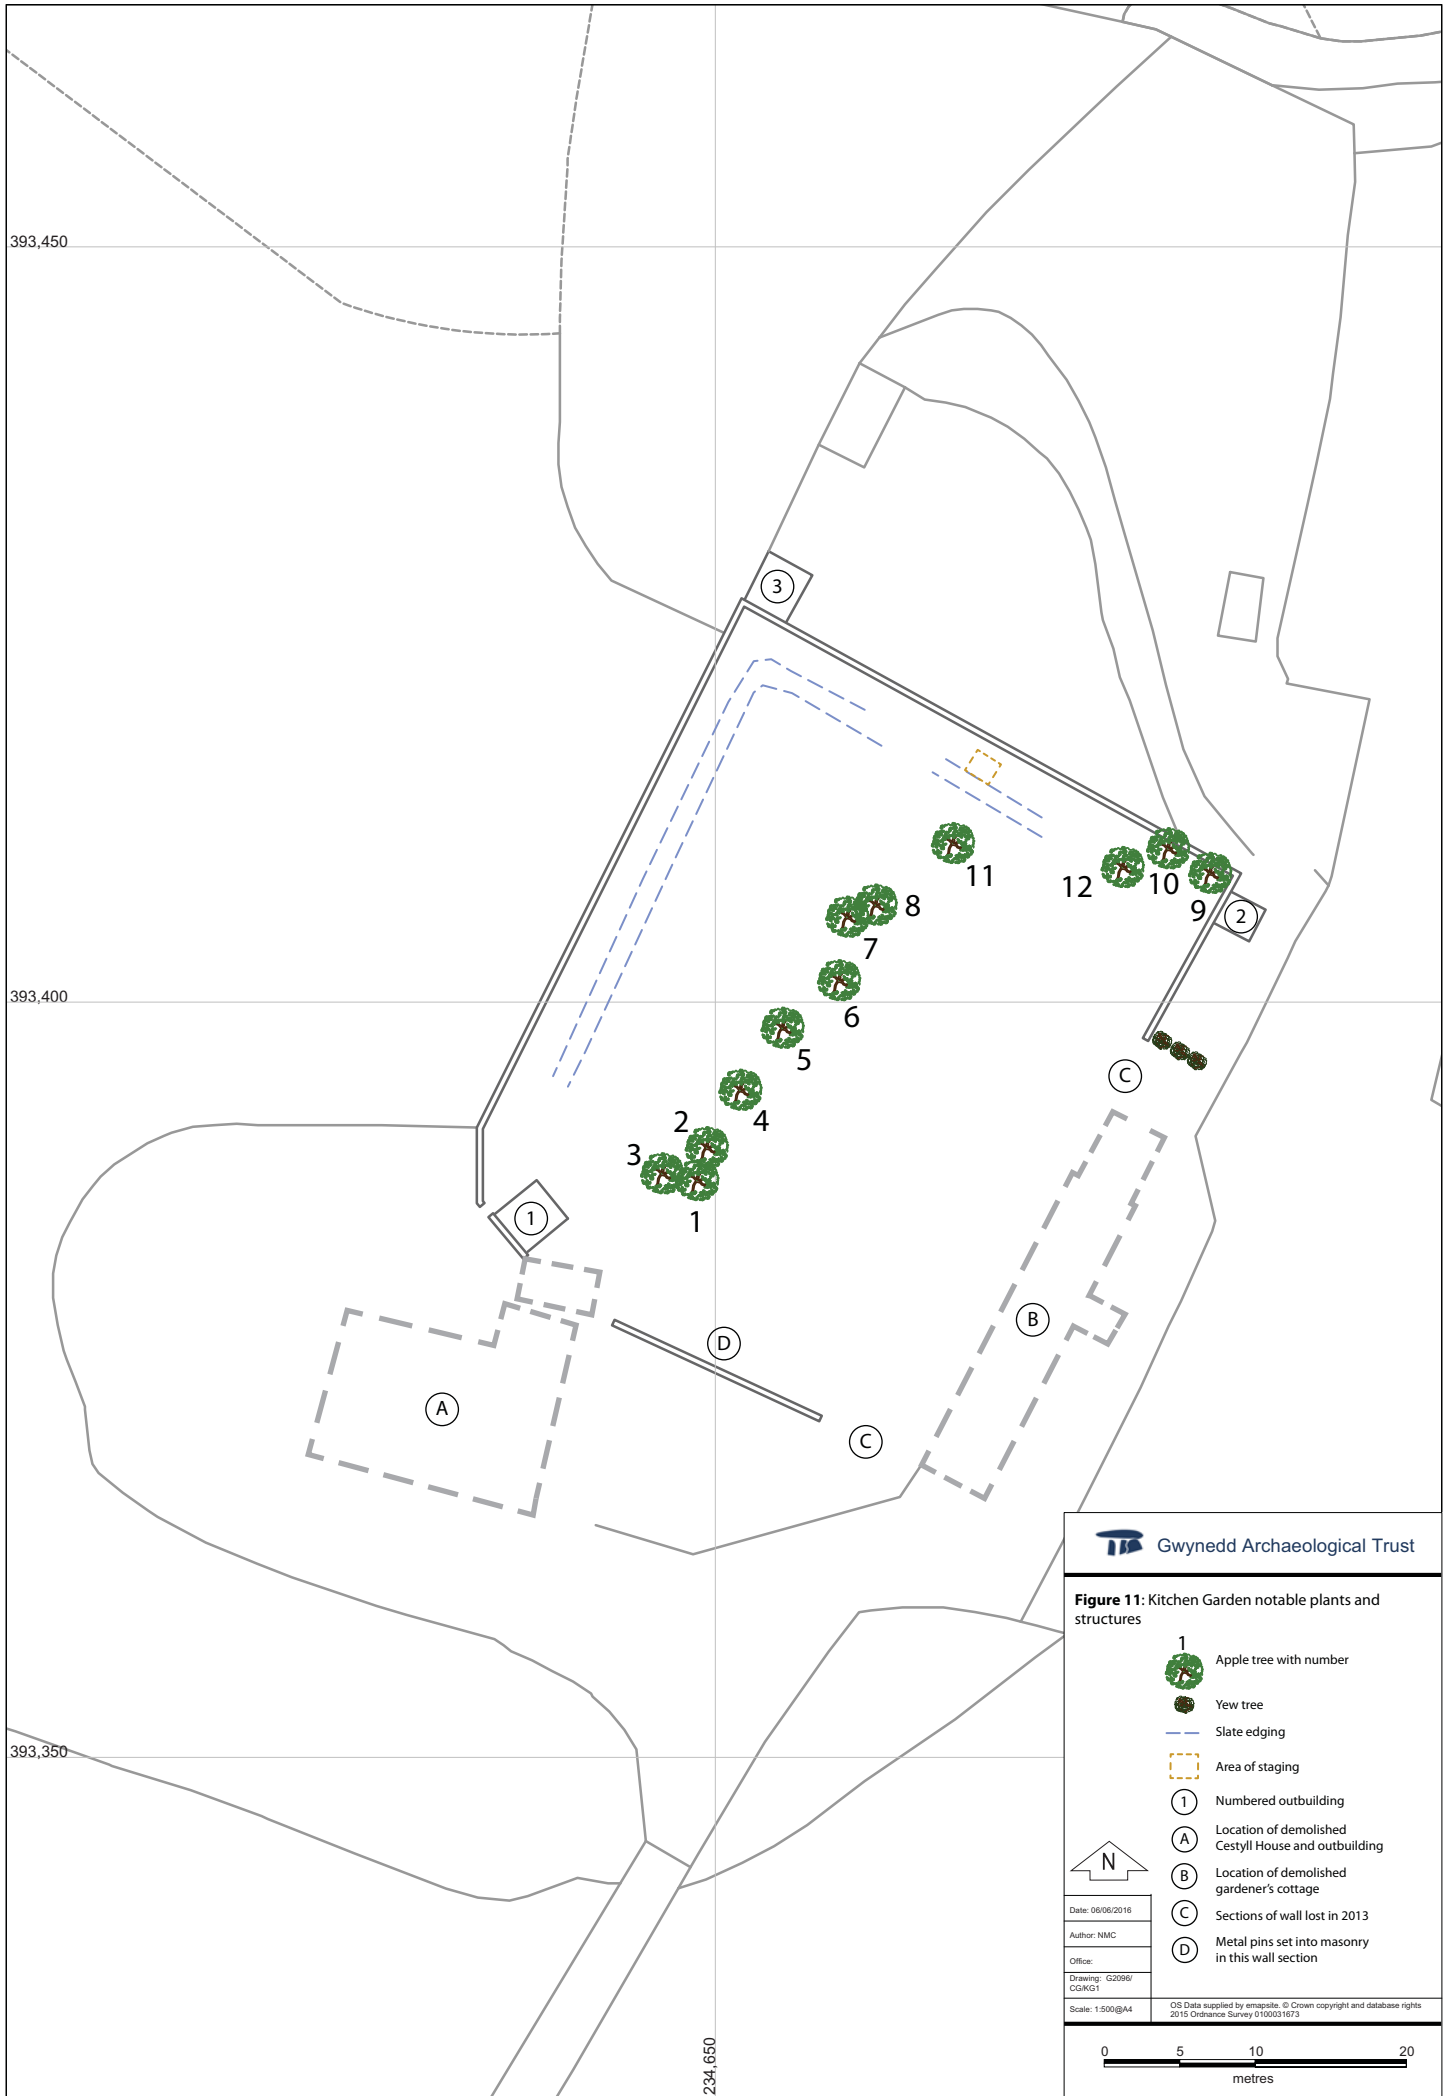 393,450
3
11
12
10
9
8
7
2
393,400
6
5
C
4
2
3
1
1
B
D
A
C
Gwynedd Archaeological Trust
Figure 11: Kitchen Garden notable plants and
structures
1
Apple tree with number
Yew tree
Slate edging
Area of staging
1 Numbered outbuilding
A Location of demolished
Cestyll House and outbuilding
B Location of demolished
gardener's cottage
C Sections of wall lost in 2013
D Metal pins set into masonry
in this wall section
N
Date: 06/06/2016
Author: NMC
Office:
Drawing: G2096/
CG/KG1
Scale: 1:500@A4
OS Data supplied by emapsite. © Crown copyright and database rights
2015 Ordnance Survey 0100031673
0 5 10 20
metres
393,350
234,650